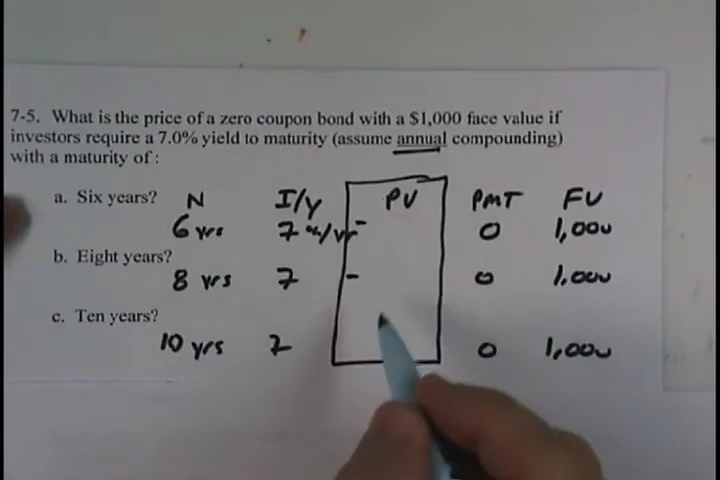 7-5. What is the price of a zero coupon bond with a $1,000 face value if
investors require a 7.0% yield to maturity (assume annual compounding)
with a maturity of :
a. Six years? N I/Y PV PMT FV
6 yrs 7 %/yr - 0 1,000
b. Eight years?
8 yrs 7 - 0 1,000
c. Ten years?
10 yrs 7 0 1,000